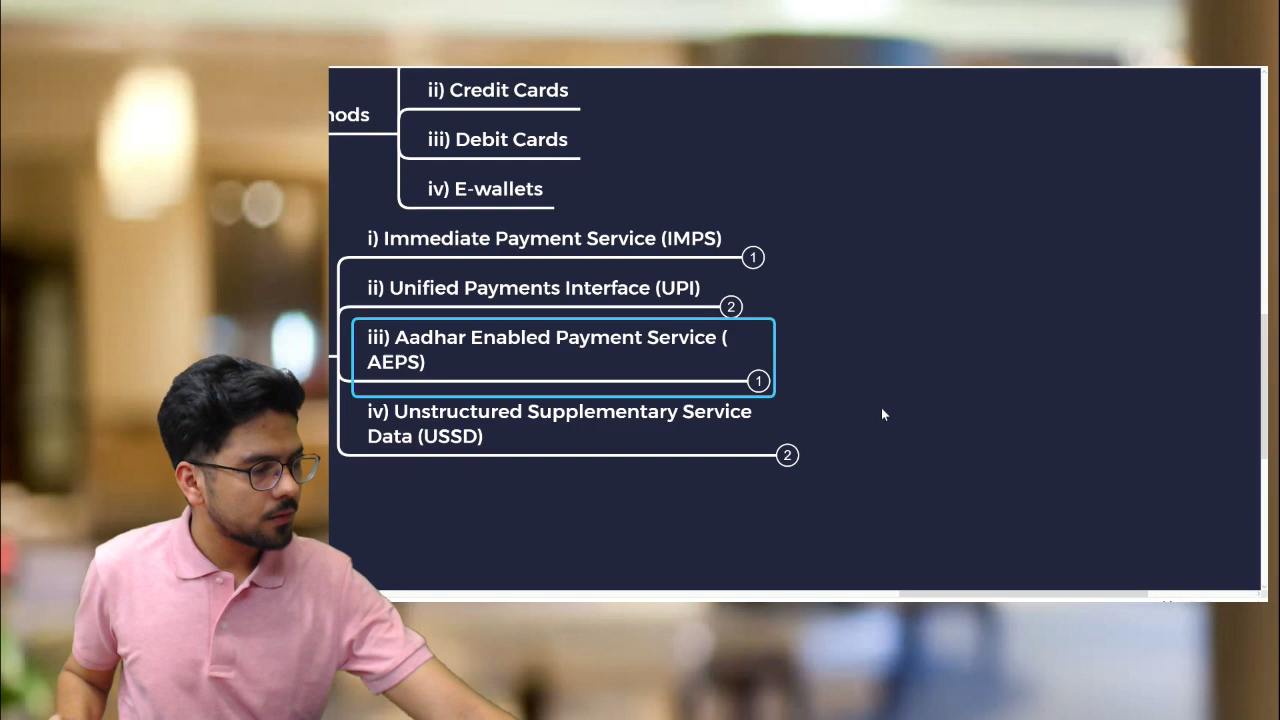 ii) Credit Cards
hods
iii) Debit Cards
iv) E-wallets
i) Immediate Payment Service (IMPS)
1
ii) Unified Payments Interface (UPI)
2
iii) Aadhar Enabled Payment Service (
AEPS)
1
iv) Unstructured Supplementary Service
Data (USSD)
2